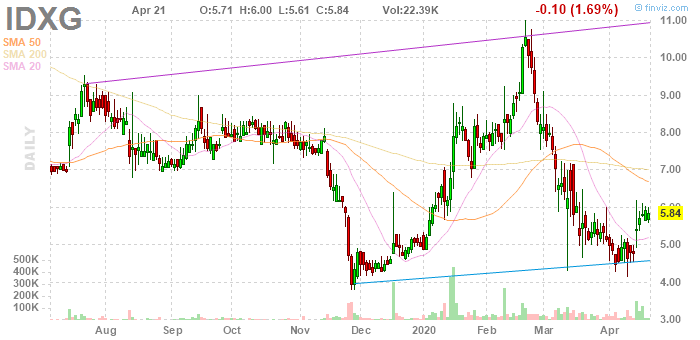 IDXG Apr 21 O:5.71 H:6.00 L:5.61 C:5.84 Vol:22.39K -0.10 (1.69%) © finviz.com
SMA 50
SMA 200
SMA 20
DAILY
11.00
10.00
9.00
8.00
7.00
6.00
5.84
5.00
4.00
3.00
500K
400K
300K
200K
100K
Aug Sep Oct Nov Dec 2020 Feb Mar Apr